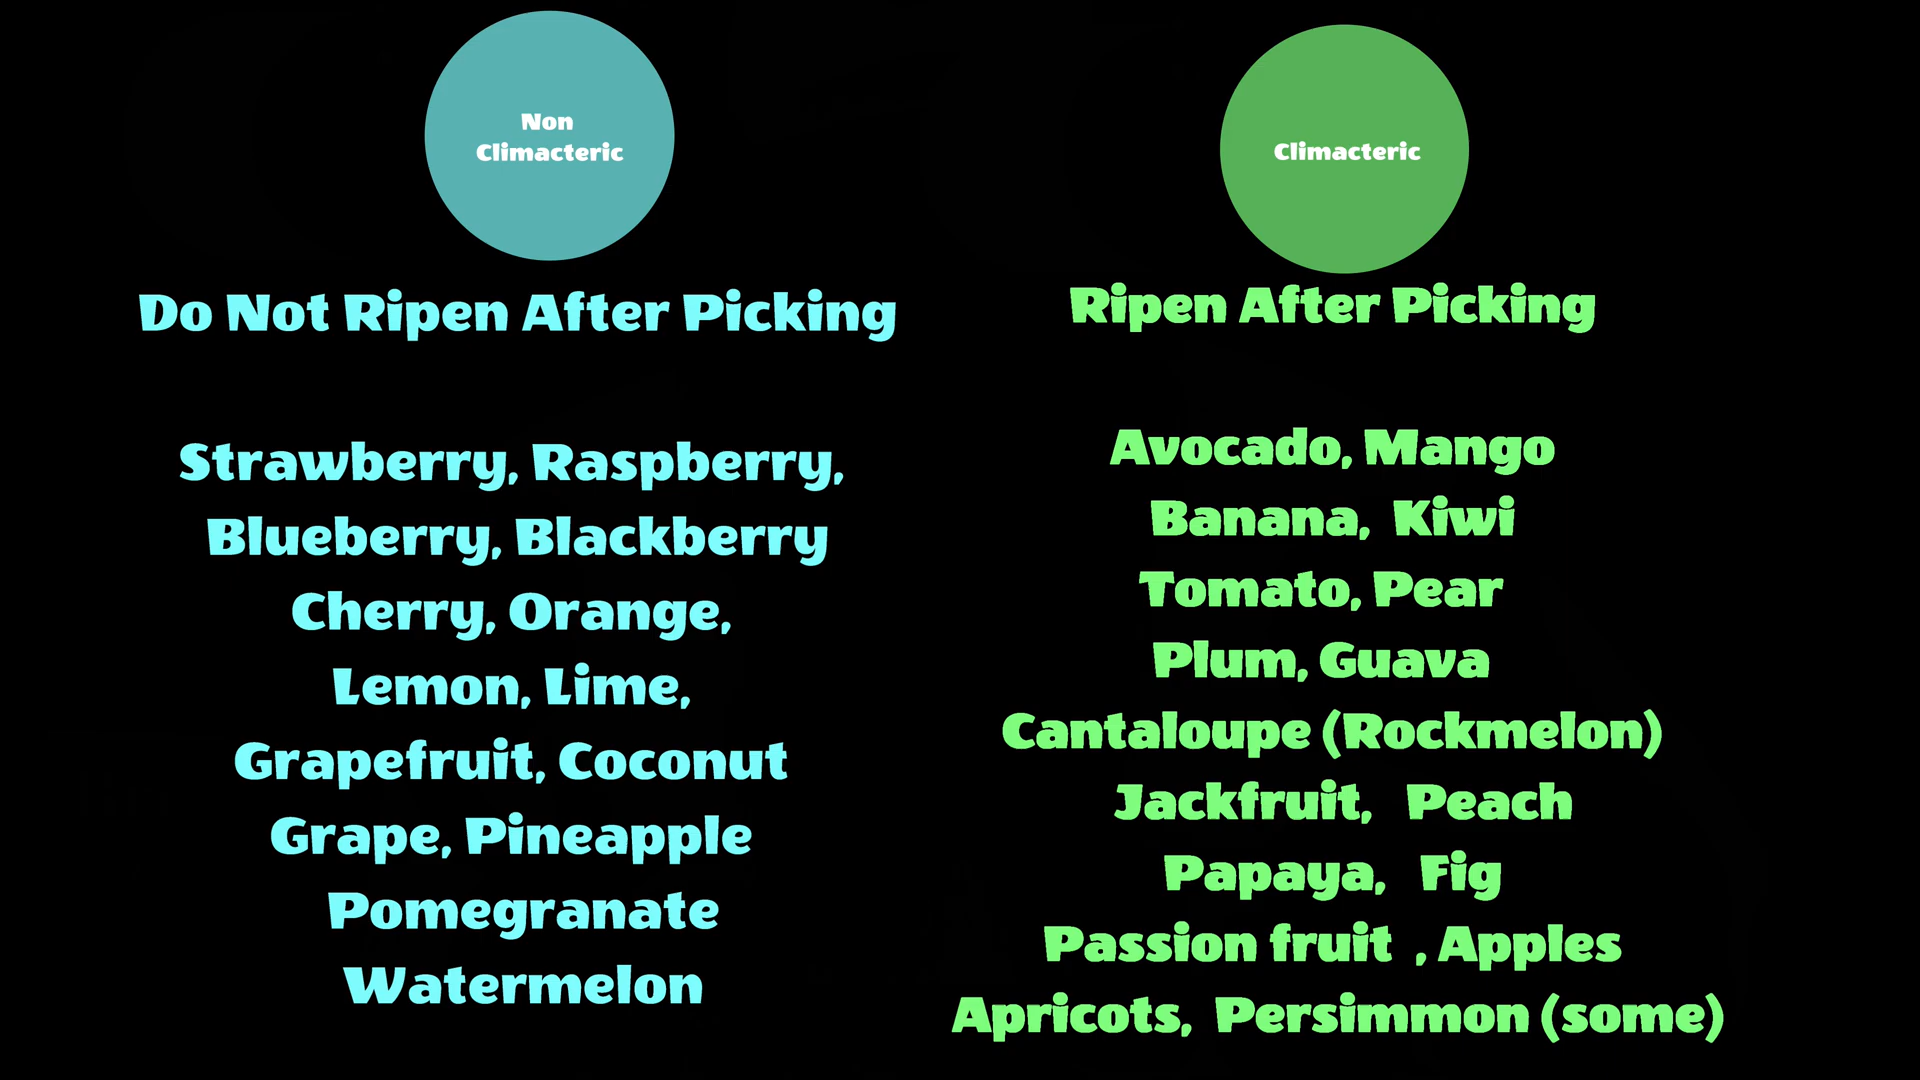 Non
Climacteric
Do Not Ripen After Picking
Strawberry, Raspberry,
Blueberry, Blackberry
Cherry, Orange,
Lemon, Lime,
Grapefruit, Coconut
Grape, Pineapple
Pomegranate
Watermelon
Climacteric
Ripen After Picking
Avocado, Mango
Banana, Kiwi
Tomato, Pear
Plum, Guava
Cantaloupe (Rockmelon)
Jackfruit, Peach
Papaya, Fig
Passion fruit , Apples
Apricots, Persimmon (some)